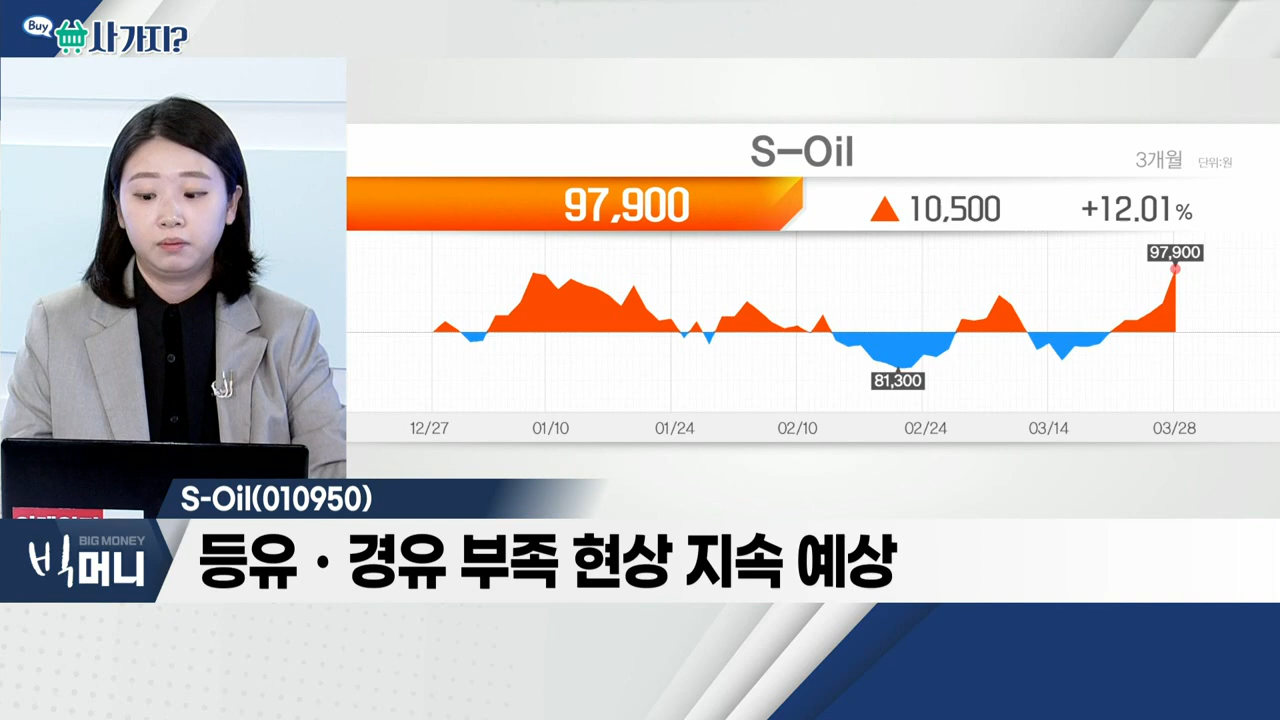 Buy
사가지?
S-Oil
3개월 단위:원
97,900 ▲ 10,500 +12.01%
97,900
81,300
12/27 01/10 01/24 02/10 02/24 03/14 03/28
S-Oil(010950)
BIG MONEY
빅머니
등유·경유 부족 현상 지속 예상